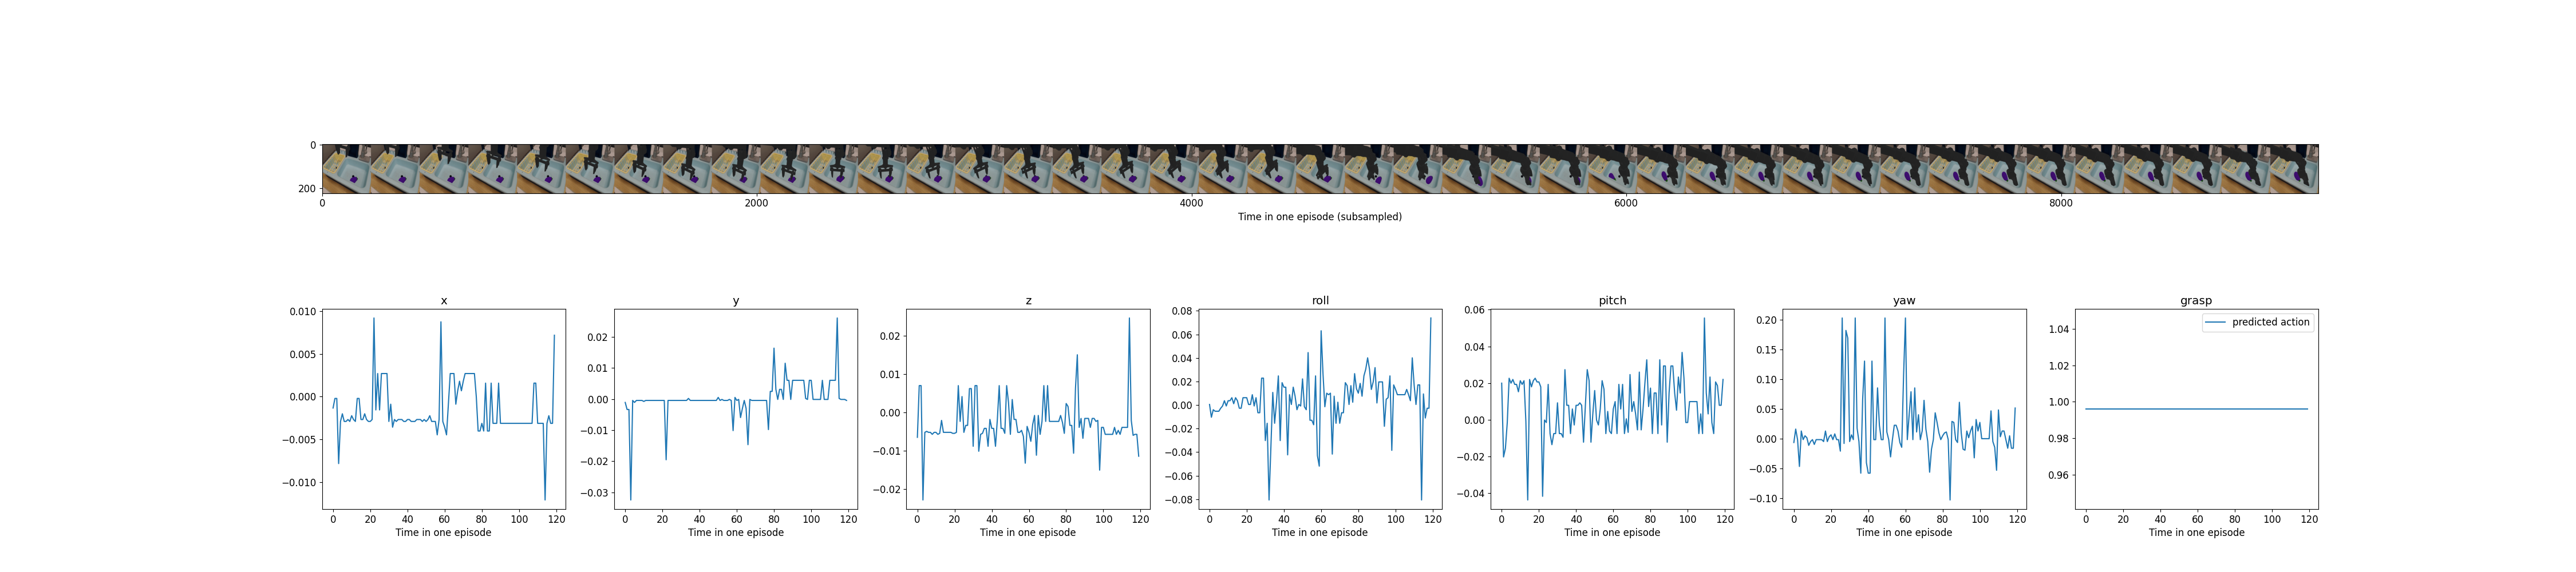 0
200
0 2000 4000 6000 8000
Time in one episode (subsampled)
x y z roll pitch yaw grasp
0.010
0.005
0.000
−0.005
−0.010
0 20 40 60 80 100 120
Time in one episode
0.02
0.01
0.00
−0.01
−0.02
−0.03
0 20 40 60 80 100 120
Time in one episode
0.02
0.01
0.00
−0.01
−0.02
0 20 40 60 80 100 120
Time in one episode
0.08
0.06
0.04
0.02
0.00
−0.02
−0.04
−0.06
−0.08
0 20 40 60 80 100 120
Time in one episode
0.06
0.04
0.02
0.00
−0.02
−0.04
0 20 40 60 80 100 120
Time in one episode
0.20
0.15
0.10
0.05
0.00
−0.05
−0.10
0 20 40 60 80 100 120
Time in one episode
predicted action
1.04
1.02
1.00
0.98
0.96
0 20 40 60 80 100 120
Time in one episode